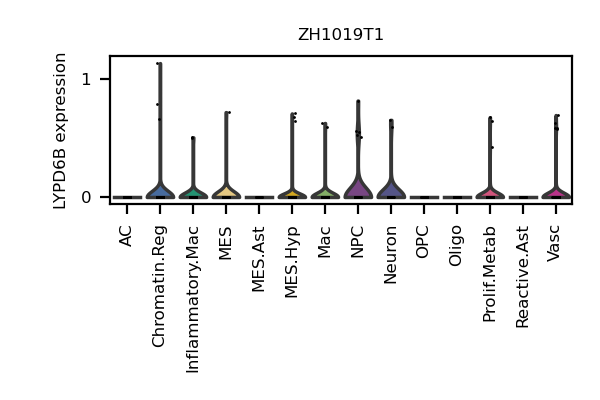 ZH1019T1
LYPD6B expression
1
0
AC
Chromatin.Reg
Inflammatory.Mac
MES
MES.Ast
MES.Hyp
Mac
NPC
Neuron
OPC
Oligo
Prolif.Metab
Reactive.Ast
Vasc